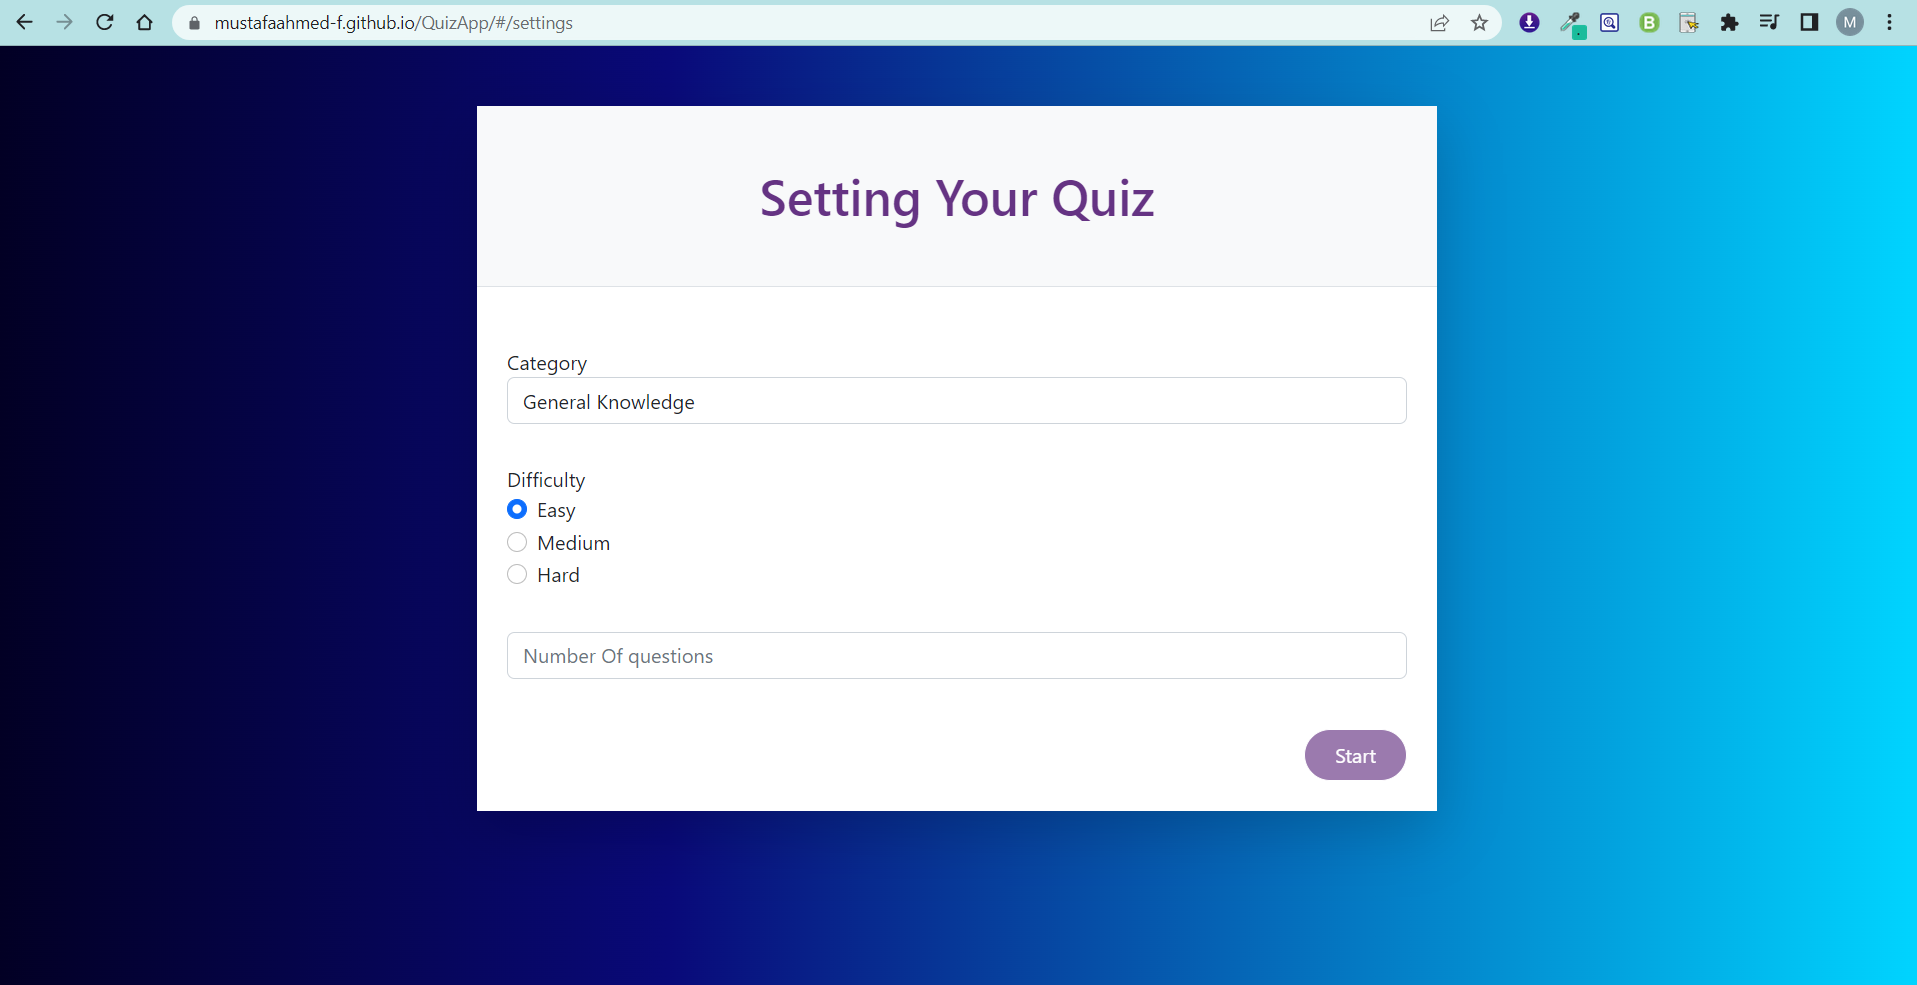 mustafaahmed-f.github.io/QuizApp/#/settings
B
M
Setting Your Quiz
Category
General Knowledge
Difficulty
Easy
Medium
Hard
Number Of questions
Start